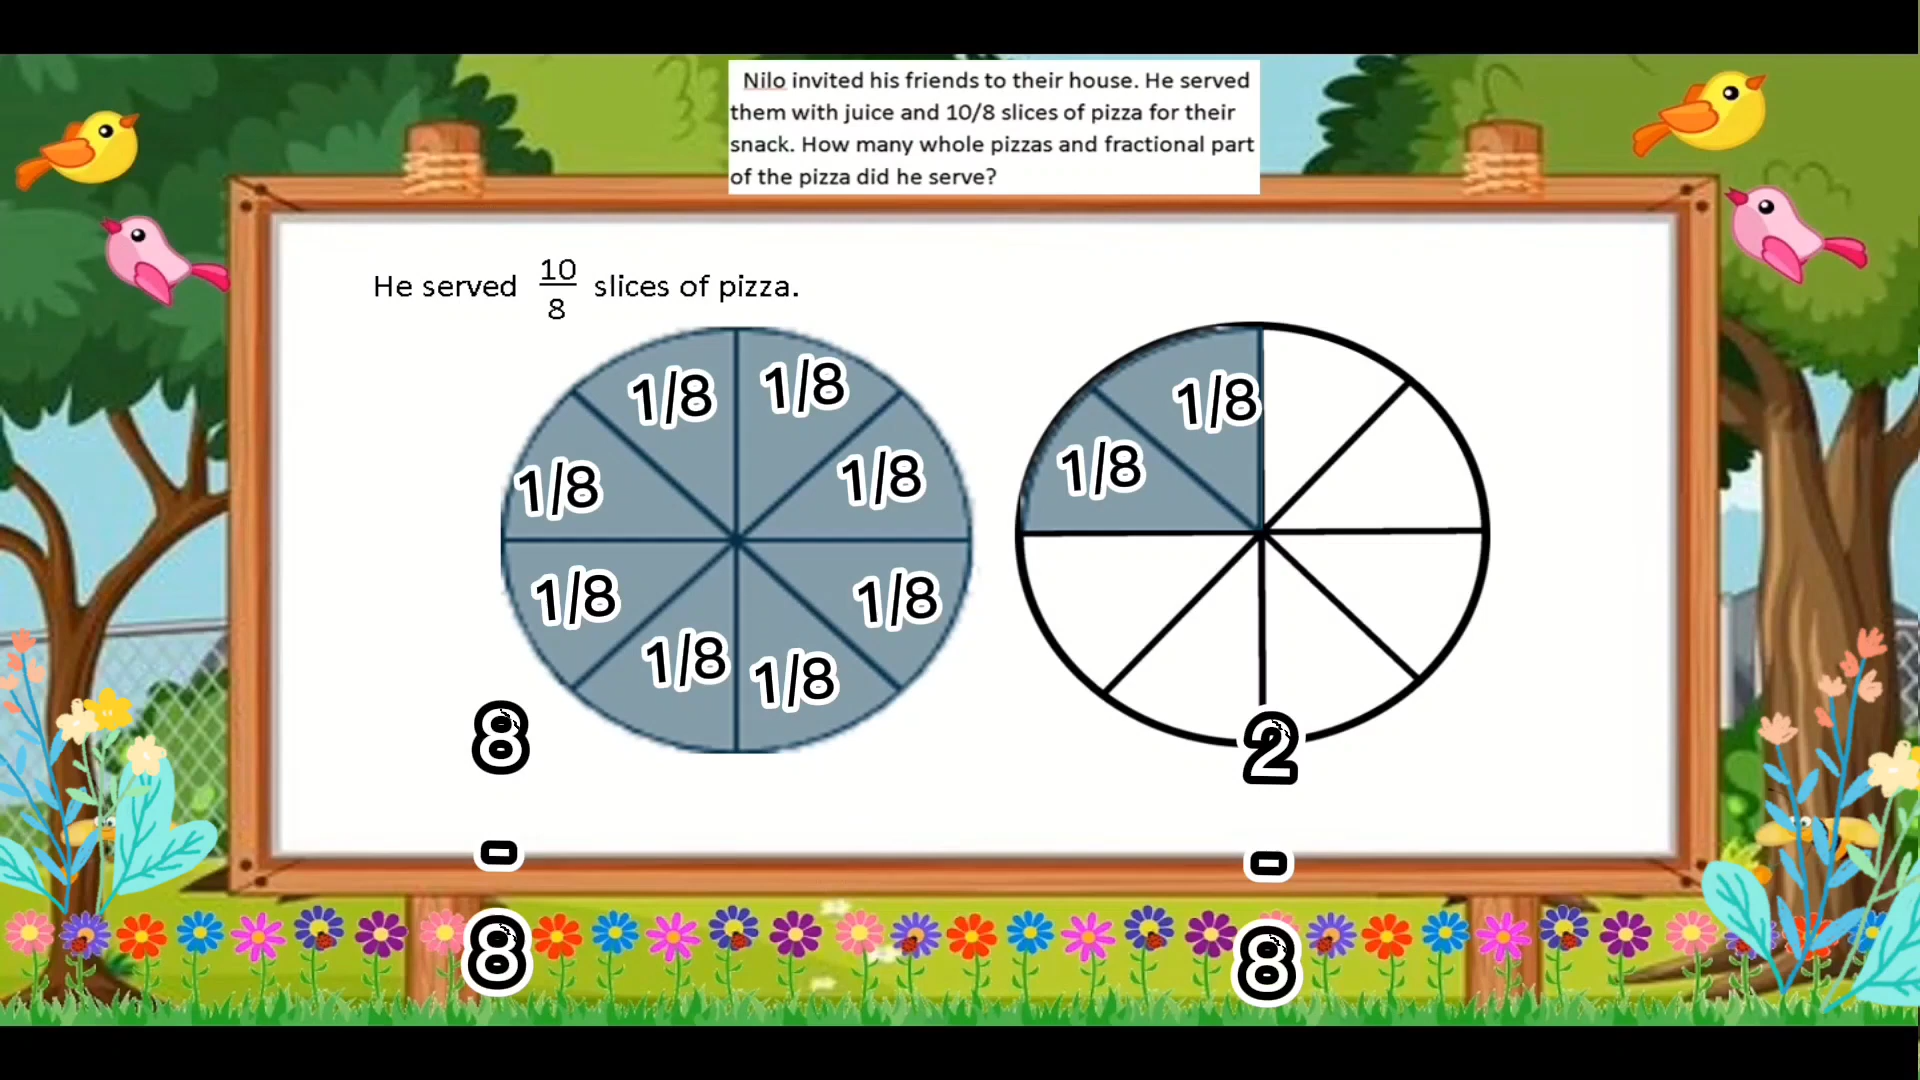 Nilo invited his friends to their house. He served
them with juice and 10/8 slices of pizza for their
snack. How many whole pizzas and fractional part
of the pizza did he serve?
He served 10/8 slices of pizza.
1/8 1/8
1/8 1/8
1/8 1/8
1/8 1/8
1/8
1/8
8
-
8
2
-
8